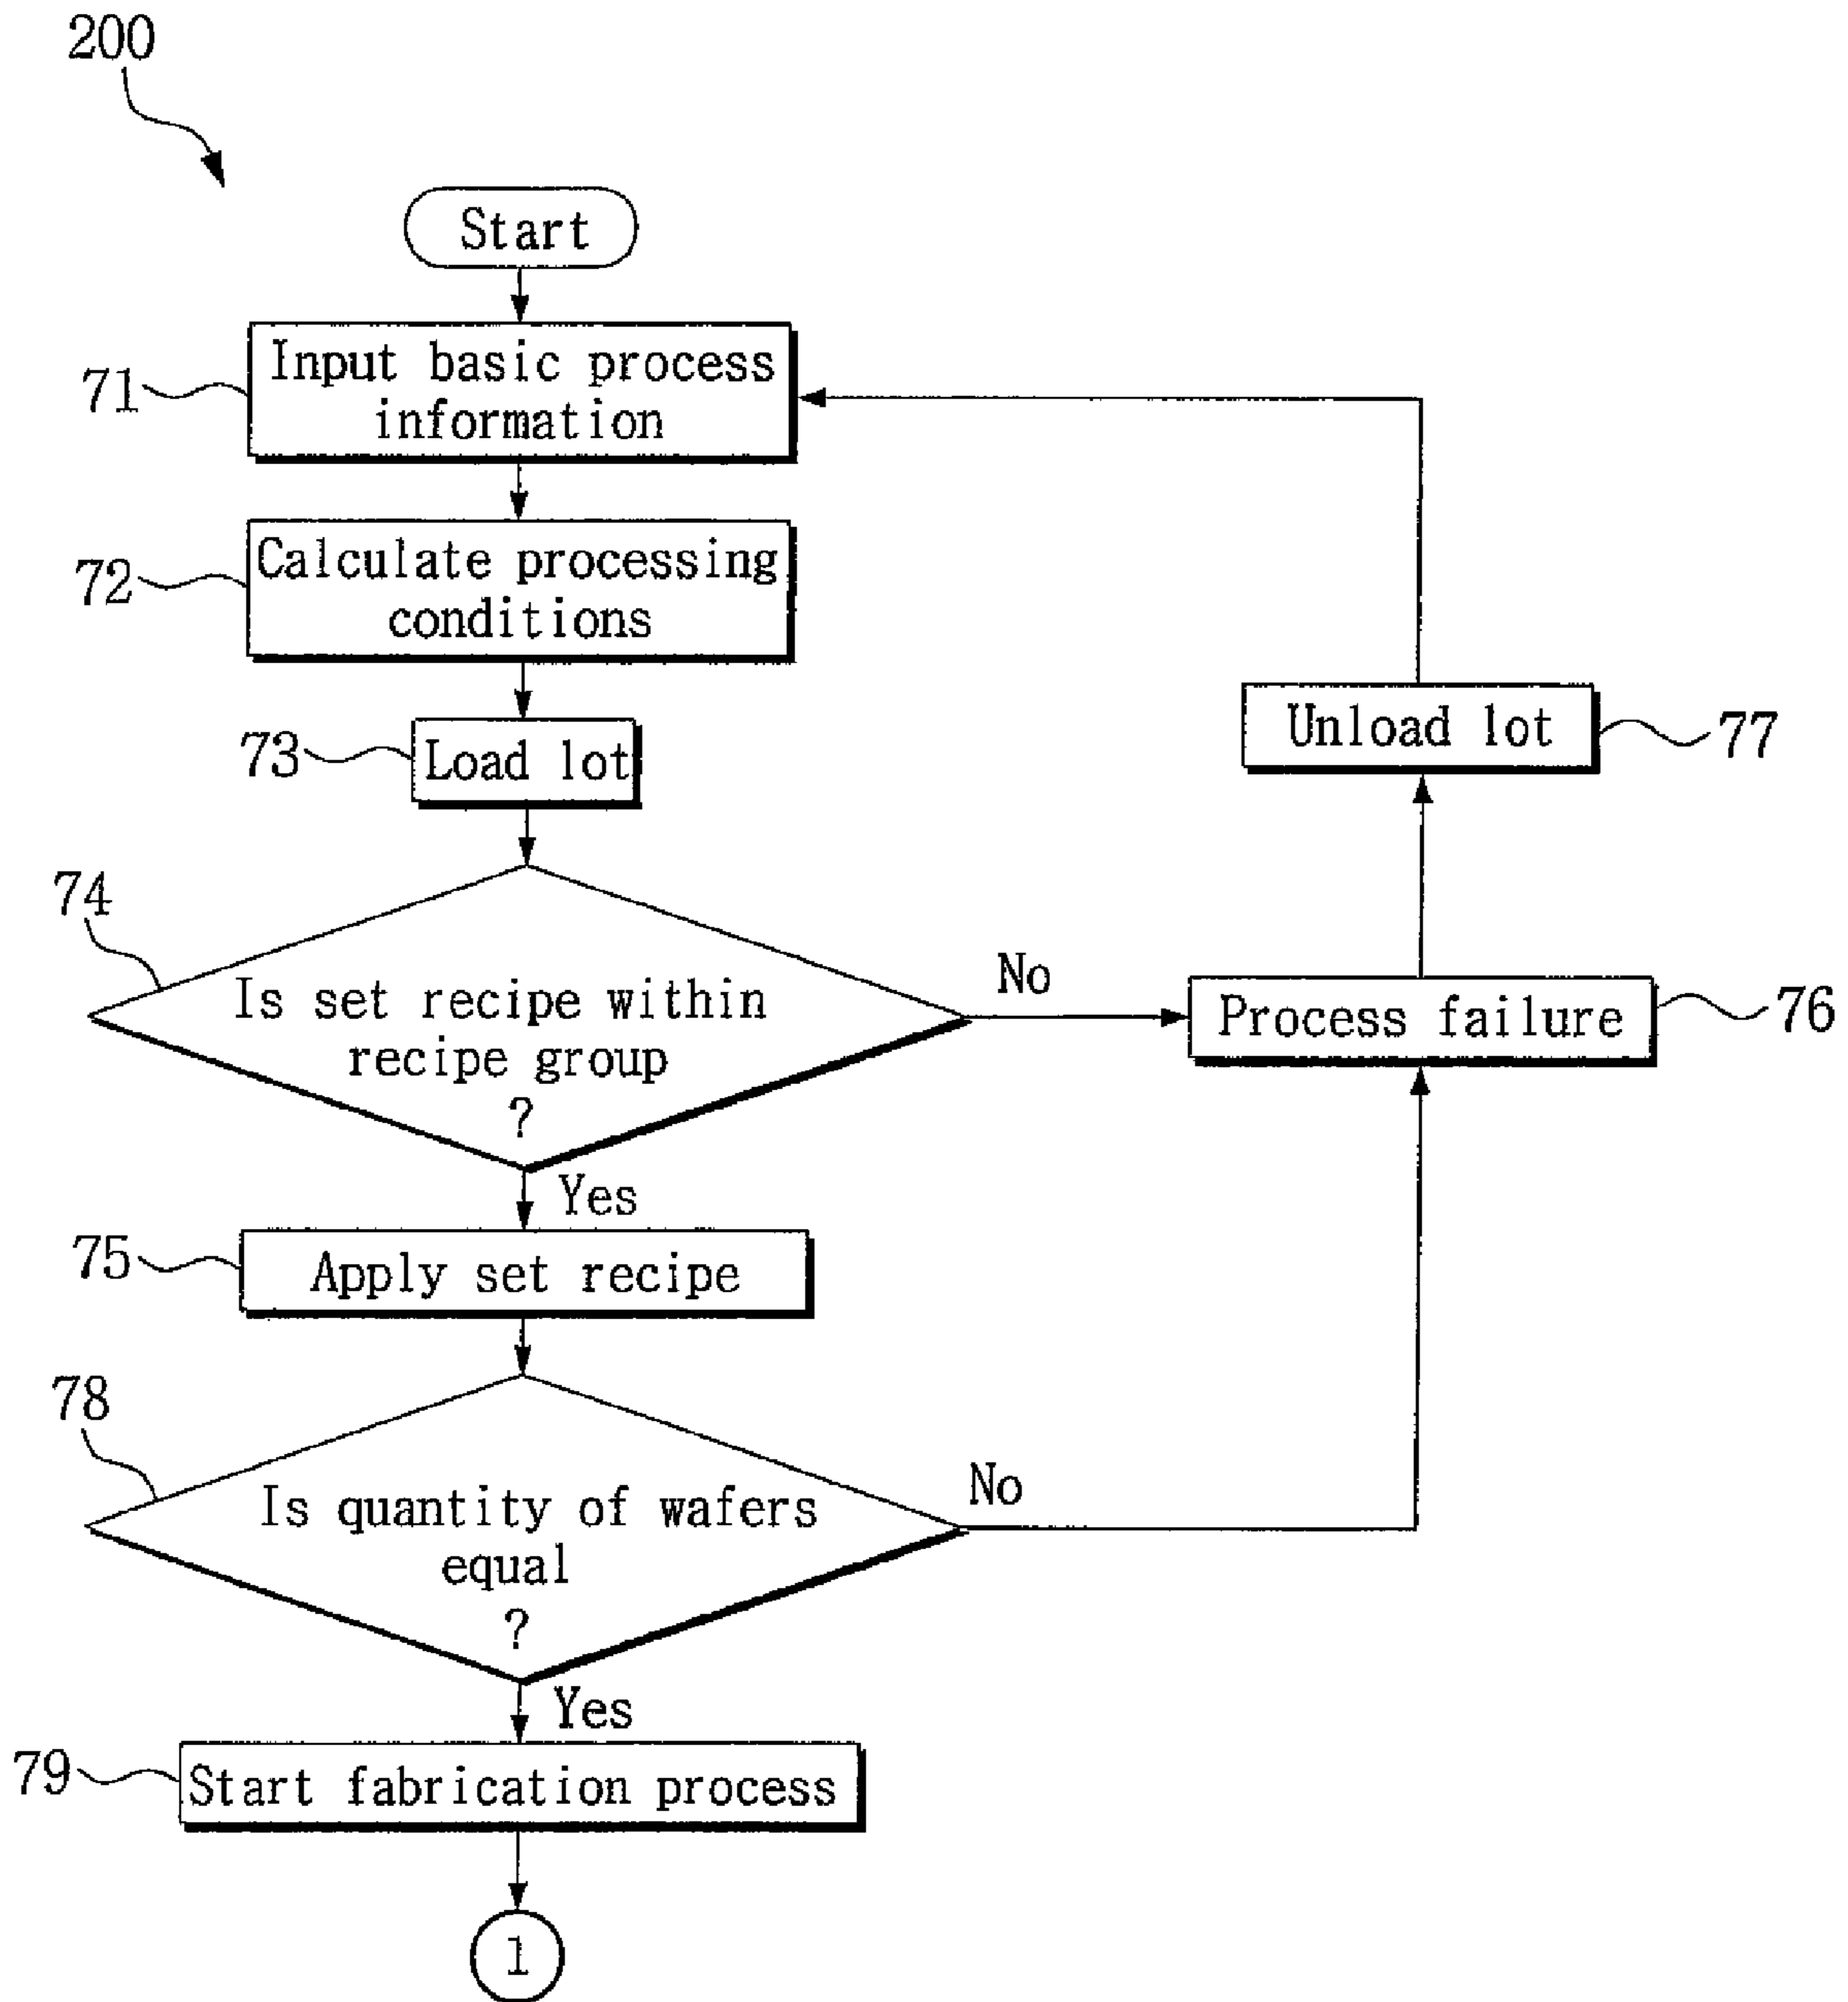 200
Start
71
Input basic process
information
72
Calculate processing
conditions
73
Load lot
Unload lot
77
74
Is set recipe within
recipe group
?
No
Process failure
76
Yes
75
Apply set recipe
78
Is quantity of wafers
equal
?
No
Yes
79
Start fabrication process
1